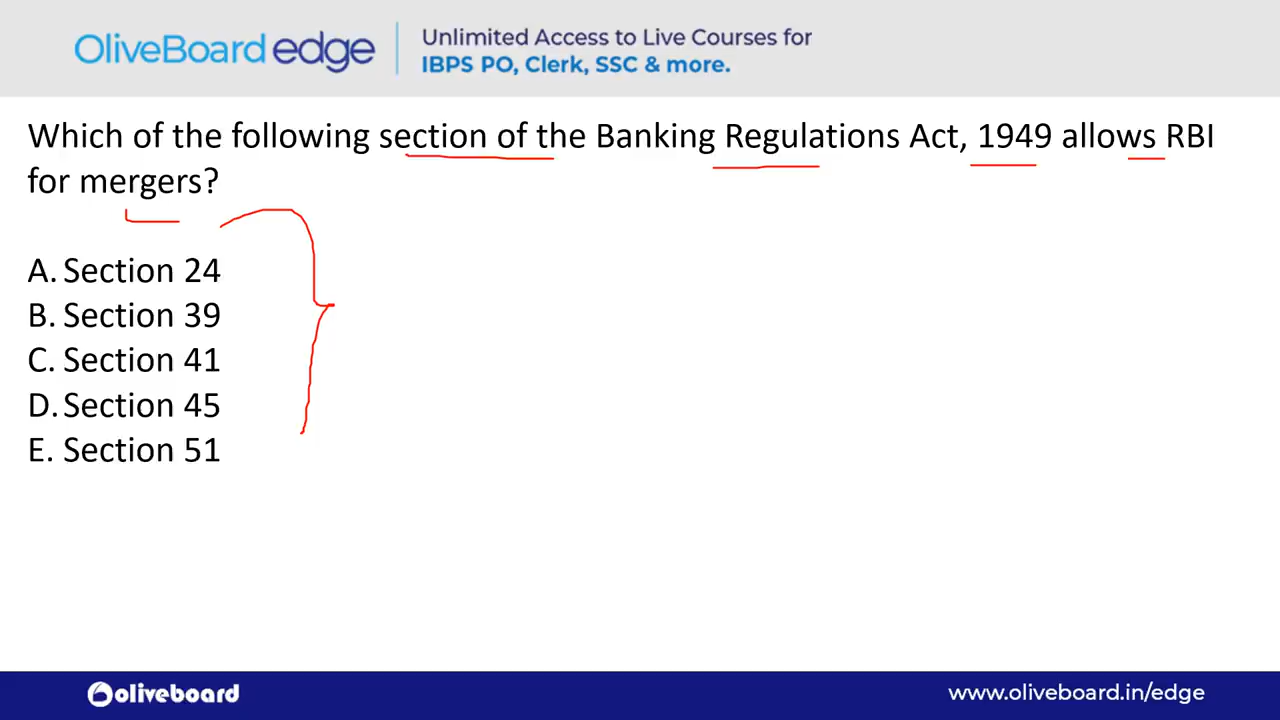 OliveBoard edge
Unlimited Access to Live Courses for
IBPS PO, Clerk, SSC & more.
Which of the following section of the Banking Regulations Act, 1949 allows RBI
for mergers?
A. Section 24
B. Section 39
C. Section 41
D. Section 45
E. Section 51
oliveboard
www.oliveboard.in/edge